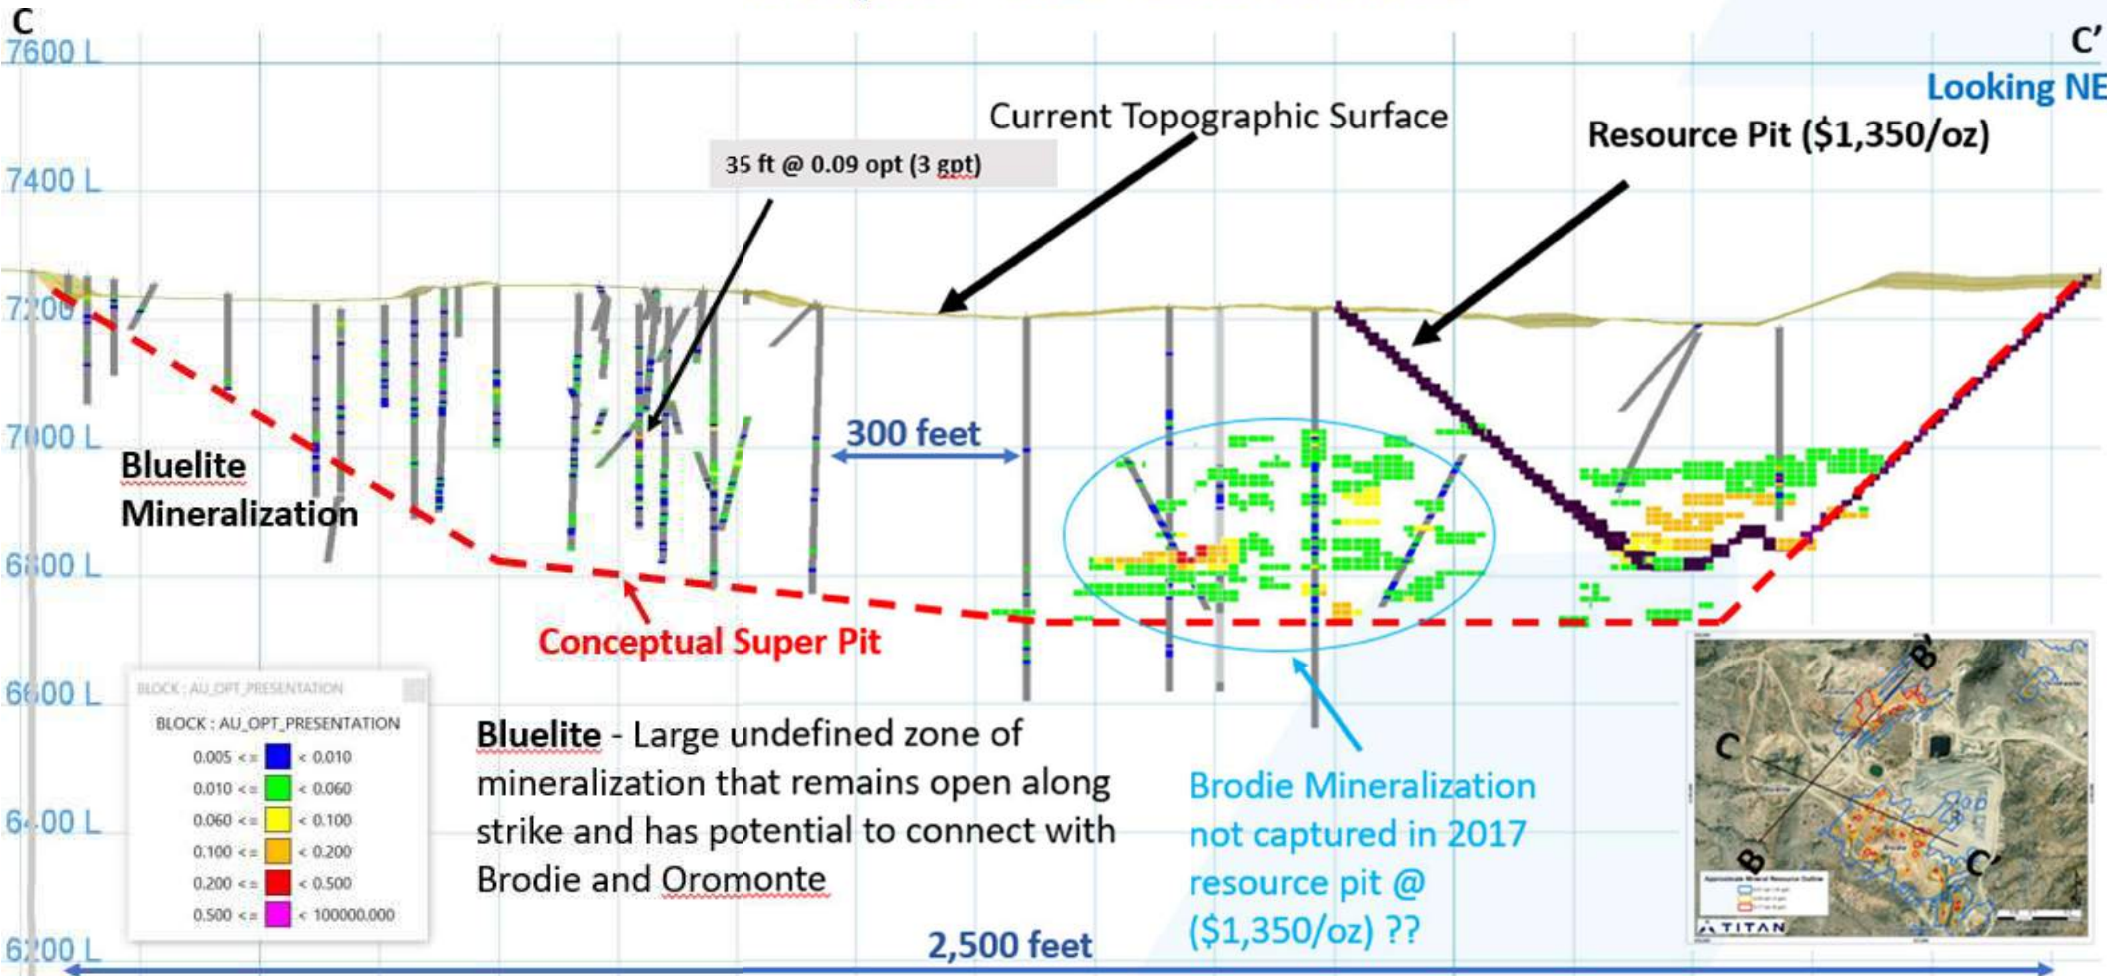 C
C'
7600 L
Looking NE
Current Topographic Surface
Resource Pit ($1,350/oz)
35 ft @ 0.09 opt (3 gpt)
7400 L
7200
7000 L
300 feet
Bluelite
Mineralization
6800 L
Conceptual Super Pit
6600 L
BLOCK : AU_OPT_PRESENTATION
BLOCK : AU_OPT_PRESENTATION
0.005 <= < 0.010
0.010 <= < 0.060
0.060 <= < 0.100
0.100 <= < 0.200
0.200 <= < 0.500
0.500 <= < 100000.000
Bluelite - Large undefined zone of
mineralization that remains open along
strike and has potential to connect with
Brodie and Oromonte
Brodie Mineralization
not captured in 2017
resource pit @
($1,350/oz) ??
6400 L
6200 L
2,500 feet
B'
C
B
C'
Approximate Mineral Resource Outline
TITAN